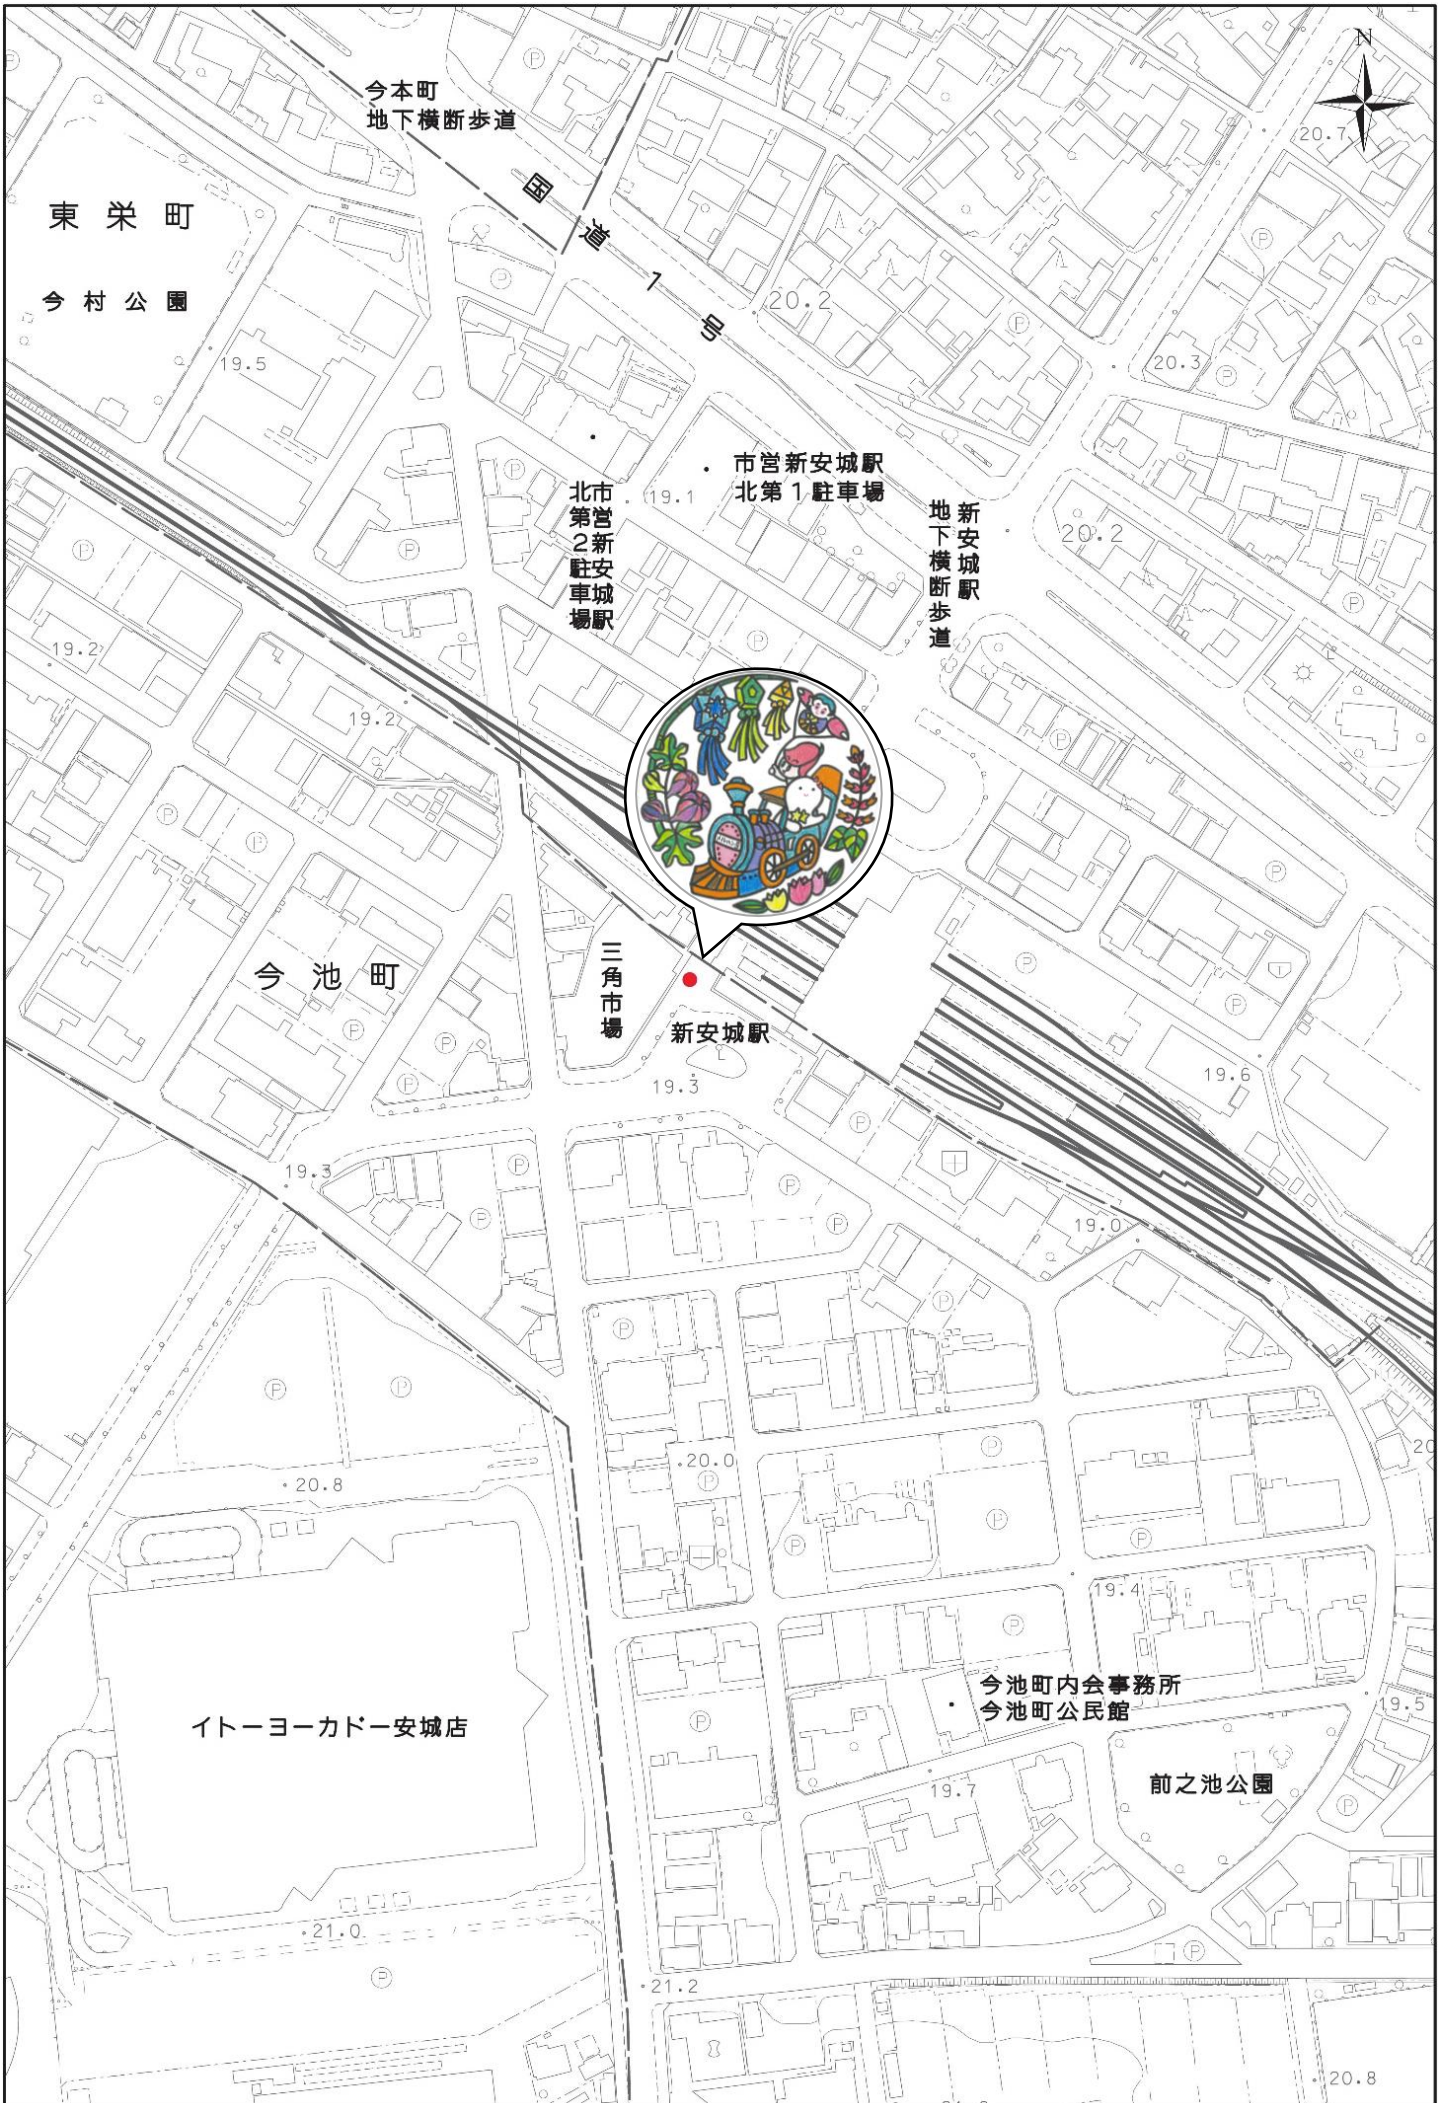 N
今本町
地下横断歩道
20.7
東栄町
国道1号
今村公園
20.2
19.5
20.3
市営新安城駅
北第1駐車場
市営新安城駅
北第2駐車場
19.1
新安城駅
地下横断歩道
20.2
19.2
19.2
三角市場
今池町
新安城駅
19.3
19.6
19.3
19.0
20.0
20.8
19.4
今池町内会事務所
今池町公民館
19.5
イトーヨーカドー安城店
前之池公園
19.7
21.0
21.2
20.8